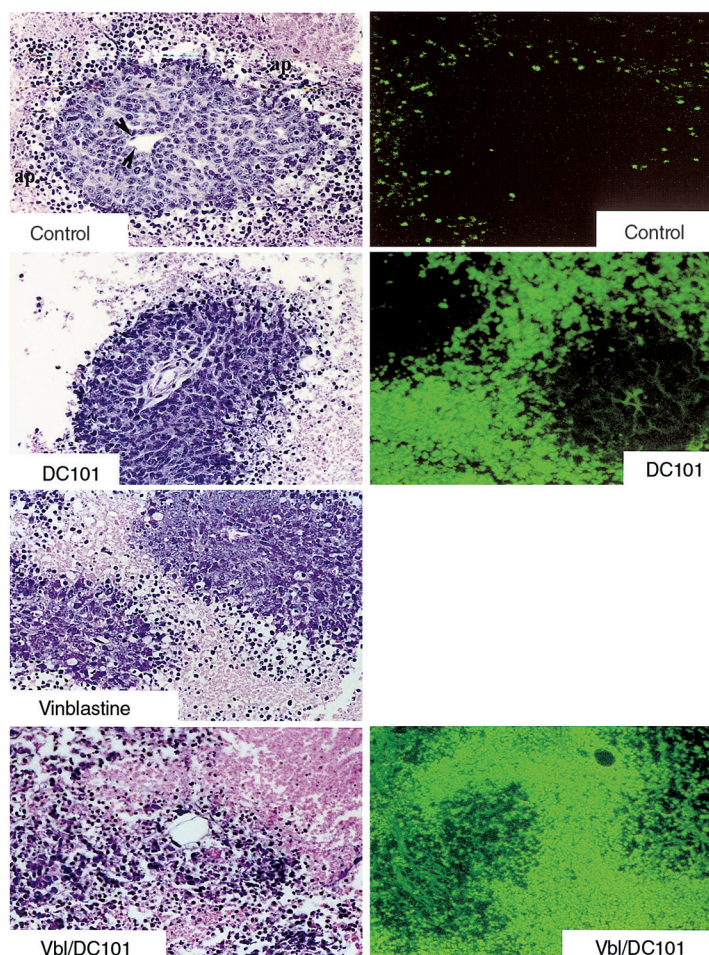 ap
ap
Control
Control
DC101
DC101
Vinblastine
Vbl/DC101
Vbl/DC101